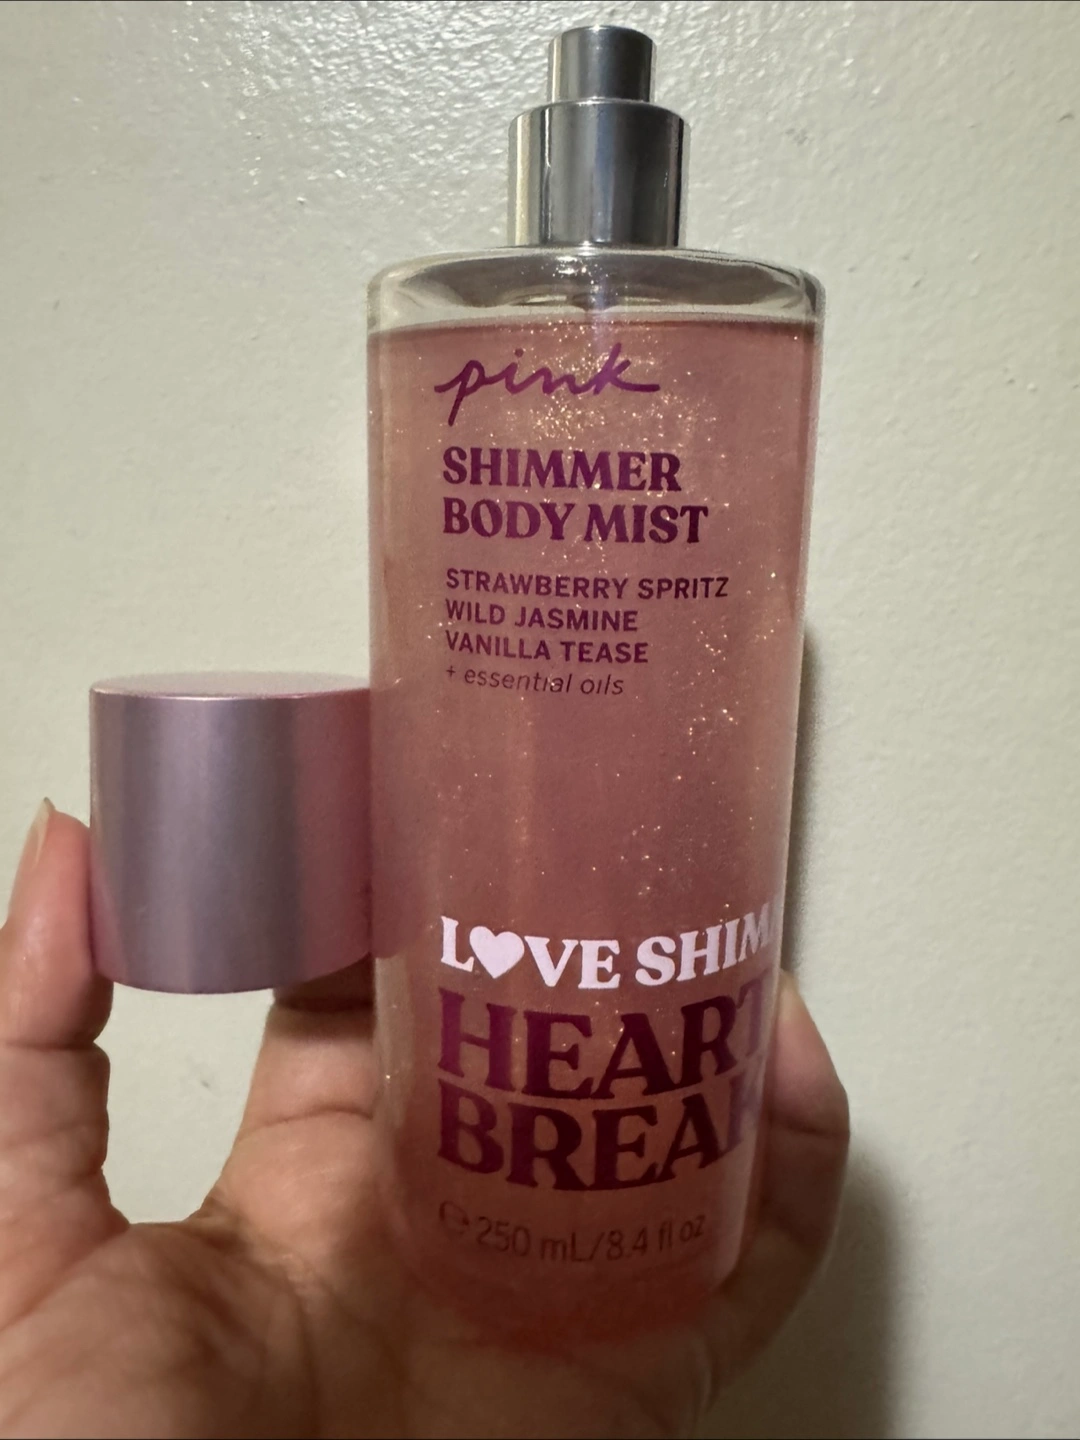 pink
SHIMMER
BODY MIST
STRAWBERRY SPRITZ
WILD JASMINE
VANILLA TEASE
+ essential oils
LOVE SHIM
HEART
BREAK
℮ 250 mL/8.4 fl oz